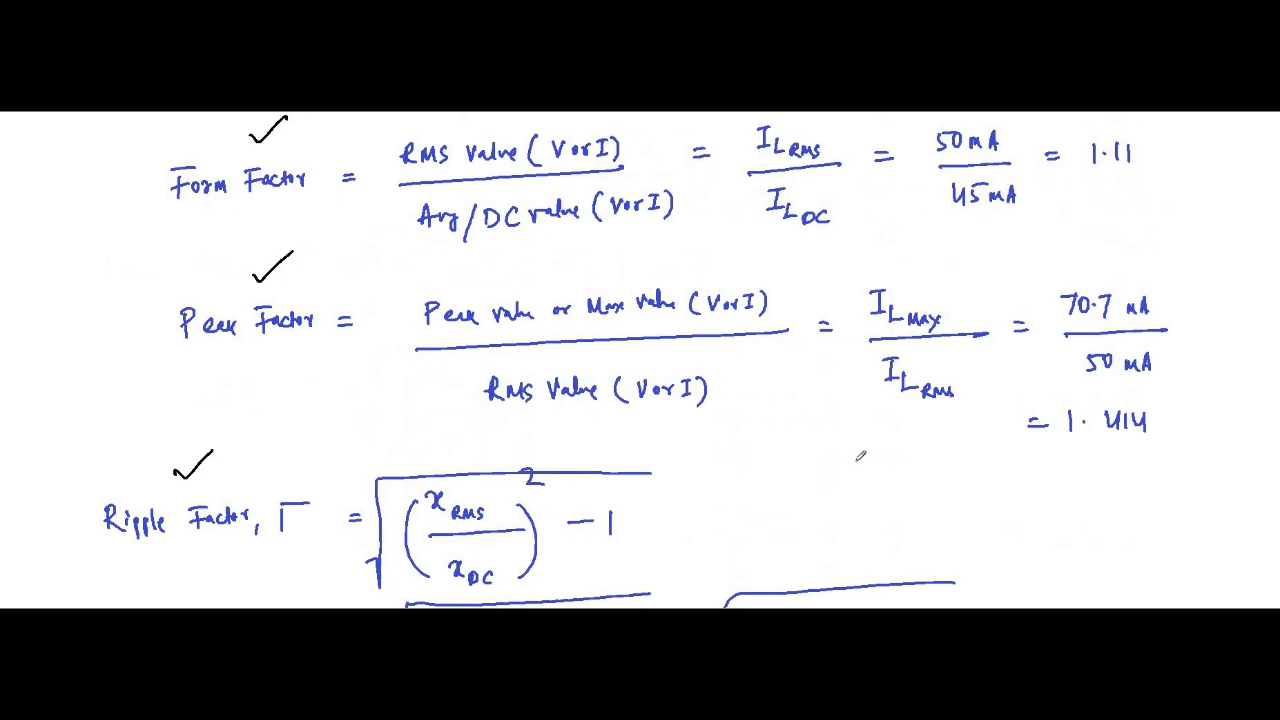 Form Factor = RMS Value (V or I) / Avg/DC value (V or I) = I_L RMS / I_L DC = 50 mA / 45 mA = 1.11
Peak Factor = Peak value or Max value (V or I) / RMS Value (V or I) = I_L Max / I_L RMS = 70.7 mA / 50 mA
= 1.414
Ripple Factor, Γ = √((x_RMS / x_DC)² - 1)